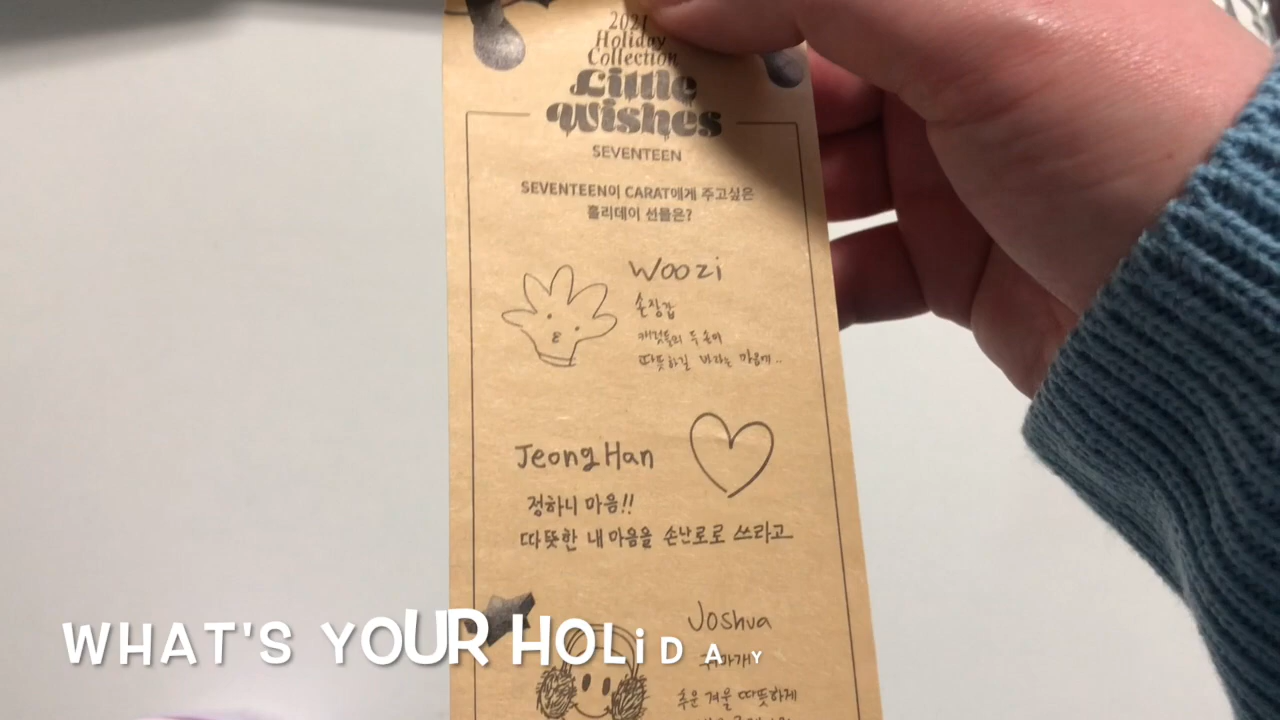 2021
Holiday
Collection
Little
Wishes
SEVENTEEN
SEVENTEEN이 CARAT에게 주고싶은
홀리데이 선물은?
Woozi
손장갑
캐럿들의 두 손이
따뜻하길 바라는 마음에..
JeongHan
정하니 마음!!
따뜻한 내 마음을 손난로로 쓰라고
Joshua
귀마개
추운 겨울 따뜻하게
WHAT'S YOUR HOLiDAY